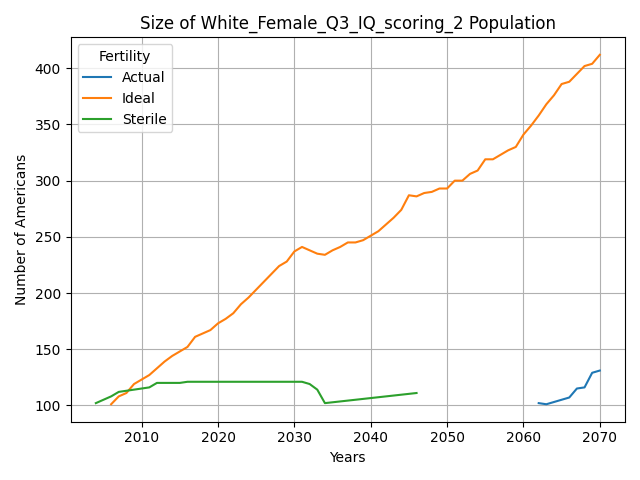 Size of White_Female_Q3_IQ_scoring_2 Population
Fertility
Actual
Ideal
Sterile
Number of Americans
400
350
300
250
200
150
100
2010 2020 2030 2040 2050 2060 2070
Years